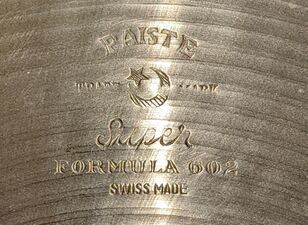 PAISTE
TRADE MARK
Super
FORMULA 602
SWISS MADE